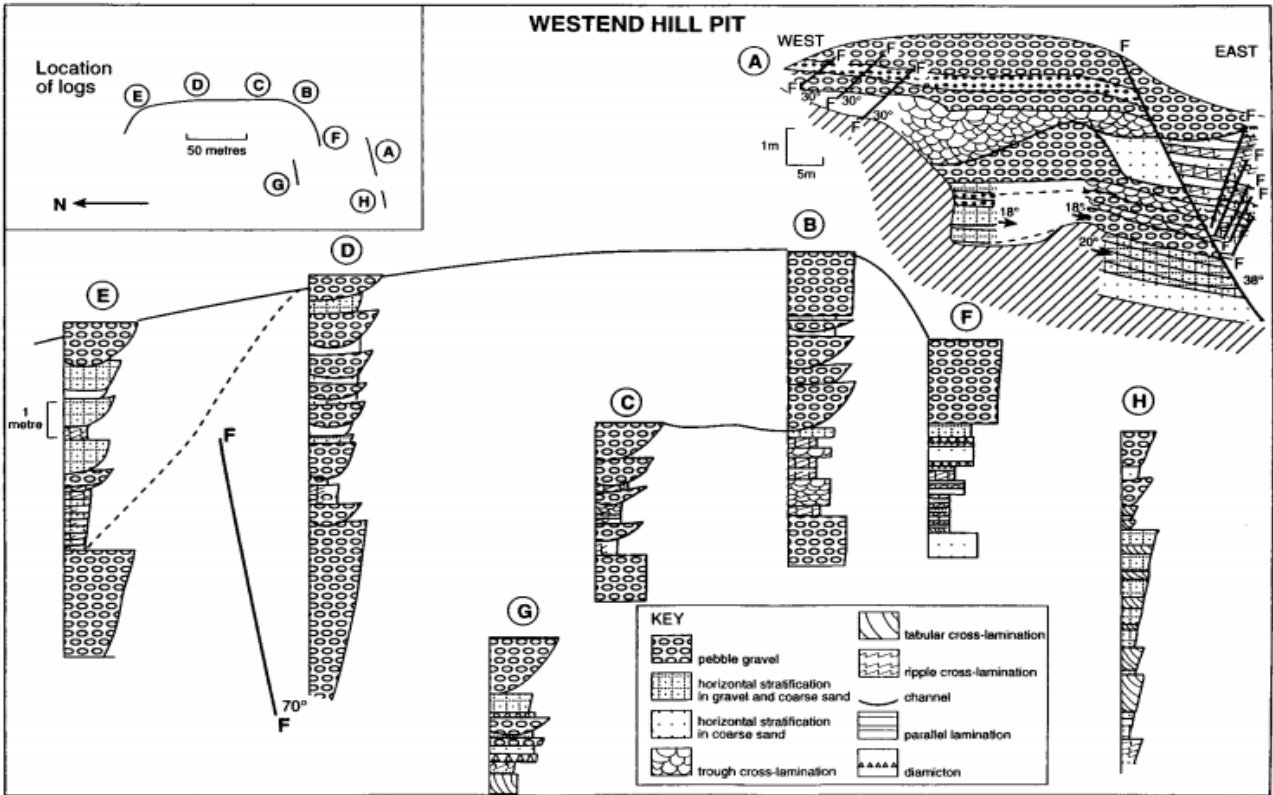 WESTEND HILL PIT
Location
of logs
E
D
C
B
F
A
G
H
50 metres
N
A
WEST
EAST
F
F
F
F
F
30°
F
30°
F
30°
F
F
F
F
F
F
1m
5m
18°
18°
20°
F
36°
E
D
B
F
C
H
G
1
metre
F
70°
F
KEY
pebble gravel
horizontal stratification
in gravel and coarse sand
horizontal stratification
in coarse sand
trough cross-lamination
tabular cross-lamination
ripple cross-lamination
channel
parallel lamination
diamicton